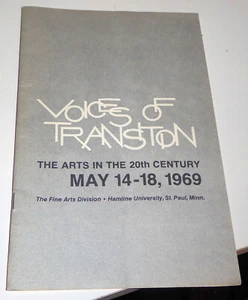 VOICES OF
TRANSITION
THE ARTS IN THE 20th CENTURY
MAY 14-18, 1969
The Fine Arts Division • Hamline University, St. Paul, Minn.